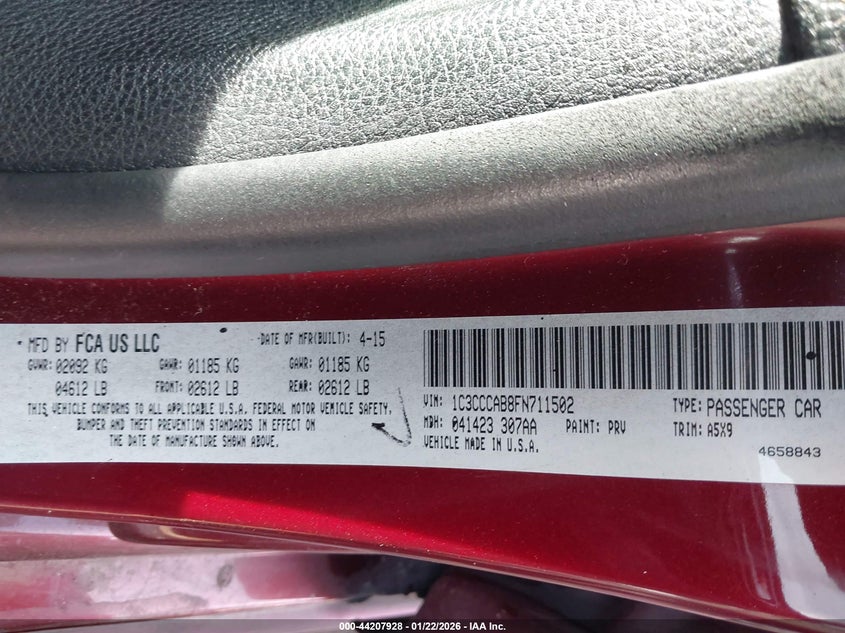 MFD BY FCA US LLC
DATE OF MFR(BUILT): 4-15
GVWR: 02092 KG GAWR: 01185 KG GAWR: 01185 KG
04612 LB FRONT: 02612 LB REAR: 02612 LB
THIS VEHICLE CONFORMS TO ALL APPLICABLE U.S.A. FEDERAL MOTOR VEHICLE SAFETY,
BUMPER AND THEFT PREVENTION STANDARDS IN EFFECT ON
THE DATE OF MANUFACTURE SHOWN ABOVE.
VIN: 1C3CCCAB8FN711502 TYPE: PASSENGER CAR
MDH: 041423 307AA PAINT: PRV TRIM: A5X9
VEHICLE MADE IN U.S.A.
4658843
000-44207928 - 01/22/2026 - IAA Inc.